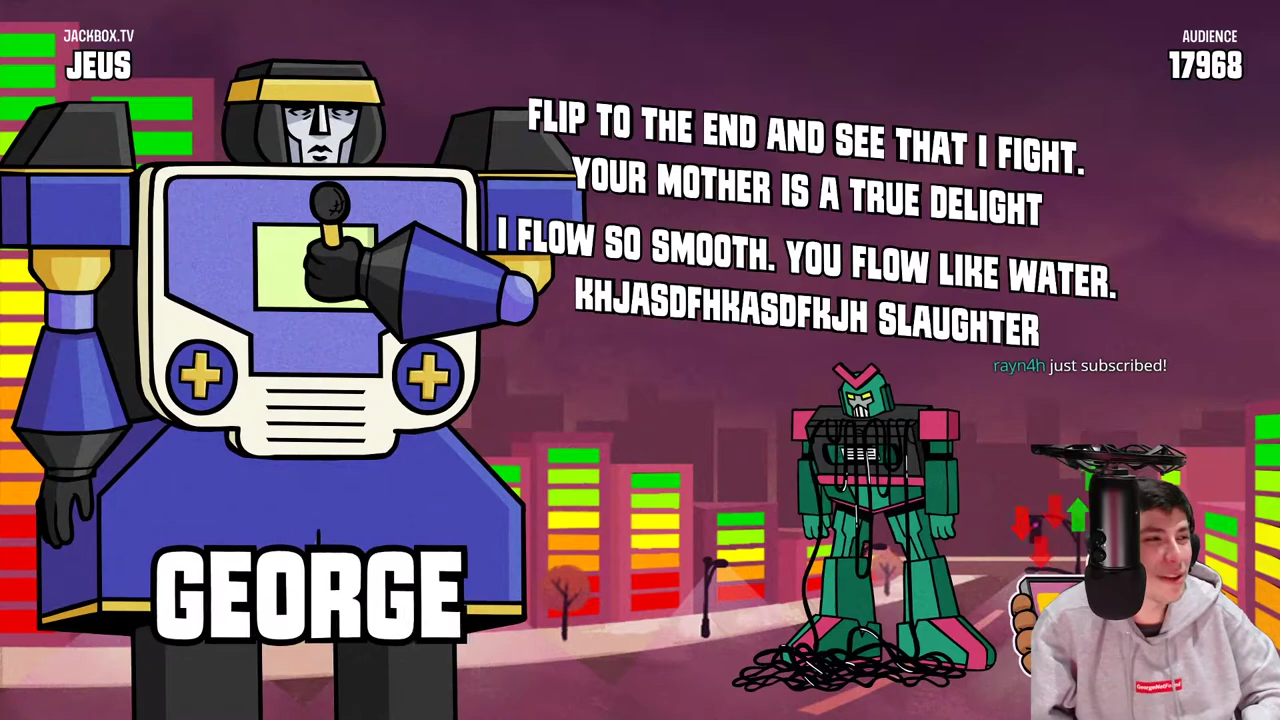 JACKBOX.TV
JEUS
AUDIENCE
17968
FLIP TO THE END AND SEE THAT I FIGHT.
YOUR MOTHER IS A TRUE DELIGHT
I FLOW SO SMOOTH. YOU FLOW LIKE WATER.
KHJASDFHKASDFKJH SLAUGHTER
rayn4h just subscribed!
GEORGE
GeorgeNotFound